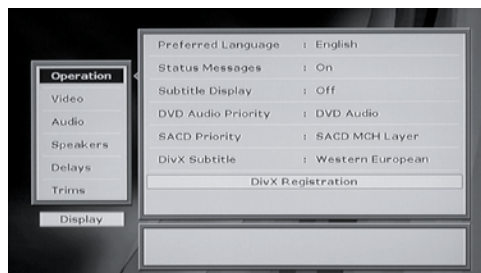 Operation
Video
Audio
Speakers
Delays
Trims
Display
Preferred Language : English
Status Messages : On
Subtitle Display : Off
DVD Audio Priority : DVD Audio
SACD Priority : SACD MCH Layer
DivX Subtitle : Western European
DivX Registration